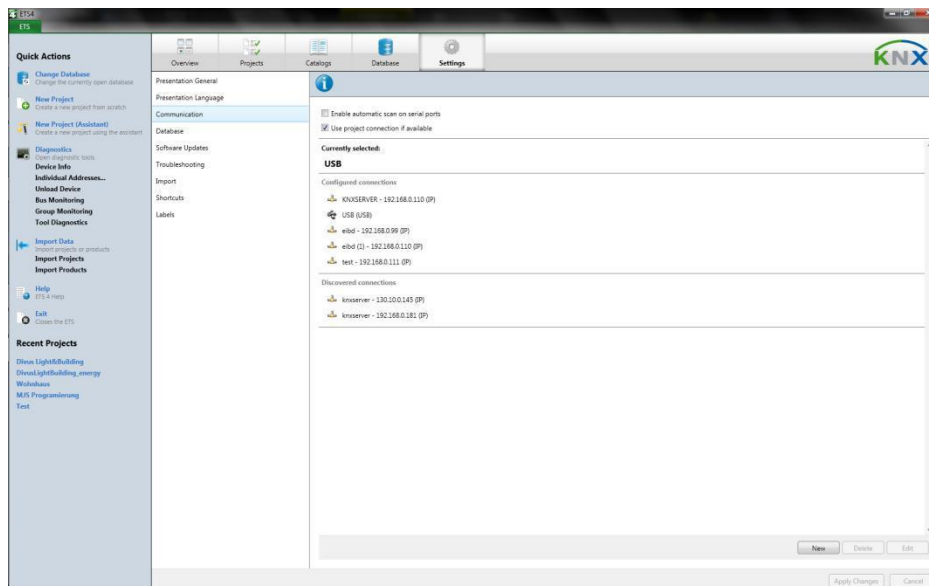 ETS4
ETS
Quick Actions
Change Database
Change the currently open database
New Project
Create a new project from scratch
New Project (Assistant)
Create a new project using the assistant
Diagnostics
Open diagnostic tools
Device Info
Individual Addresses...
Unload Device
Bus Monitoring
Group Monitoring
Tool Diagnostics
Import Data
Import projects or products
Import Projects
Import Products
Help
ETS 4 Help
Exit
Closes the ETS
Recent Projects
Divus Light&Building
DivusLightBuilding_energy
Wohnhaus
MJS Programierung
Test
Overview Projects Catalogs Database Settings
KNX
Presentation General
Presentation Language
Communication
Database
Software Updates
Troubleshooting
Import
Shortcuts
Labels
Enable automatic scan on serial ports
Use project connection if available
Currently selected:
USB
Configured connections
KNXSERVER - 192.168.0.110 (IP)
USB (USB)
eibd - 192.168.0.99 (IP)
eibd (1) - 192.168.0.110 (IP)
test - 192.168.0.111 (IP)
Discovered connections
knxserver - 130.10.0.145 (IP)
knxserver - 192.168.0.181 (IP)
New Delete Edit
Apply Changes Cancel